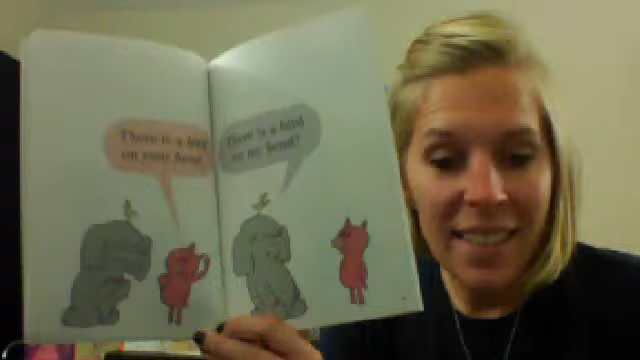 There is a bird
on your head.
There is a bird
on my head?